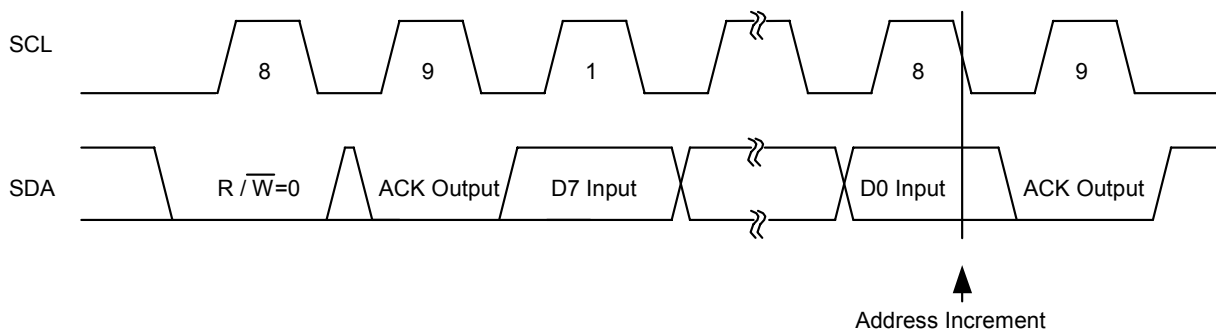 SCL
8
9
1
8
9
SDA
R / W=0
ACK Output
D7 Input
D0 Input
ACK Output
Address Increment